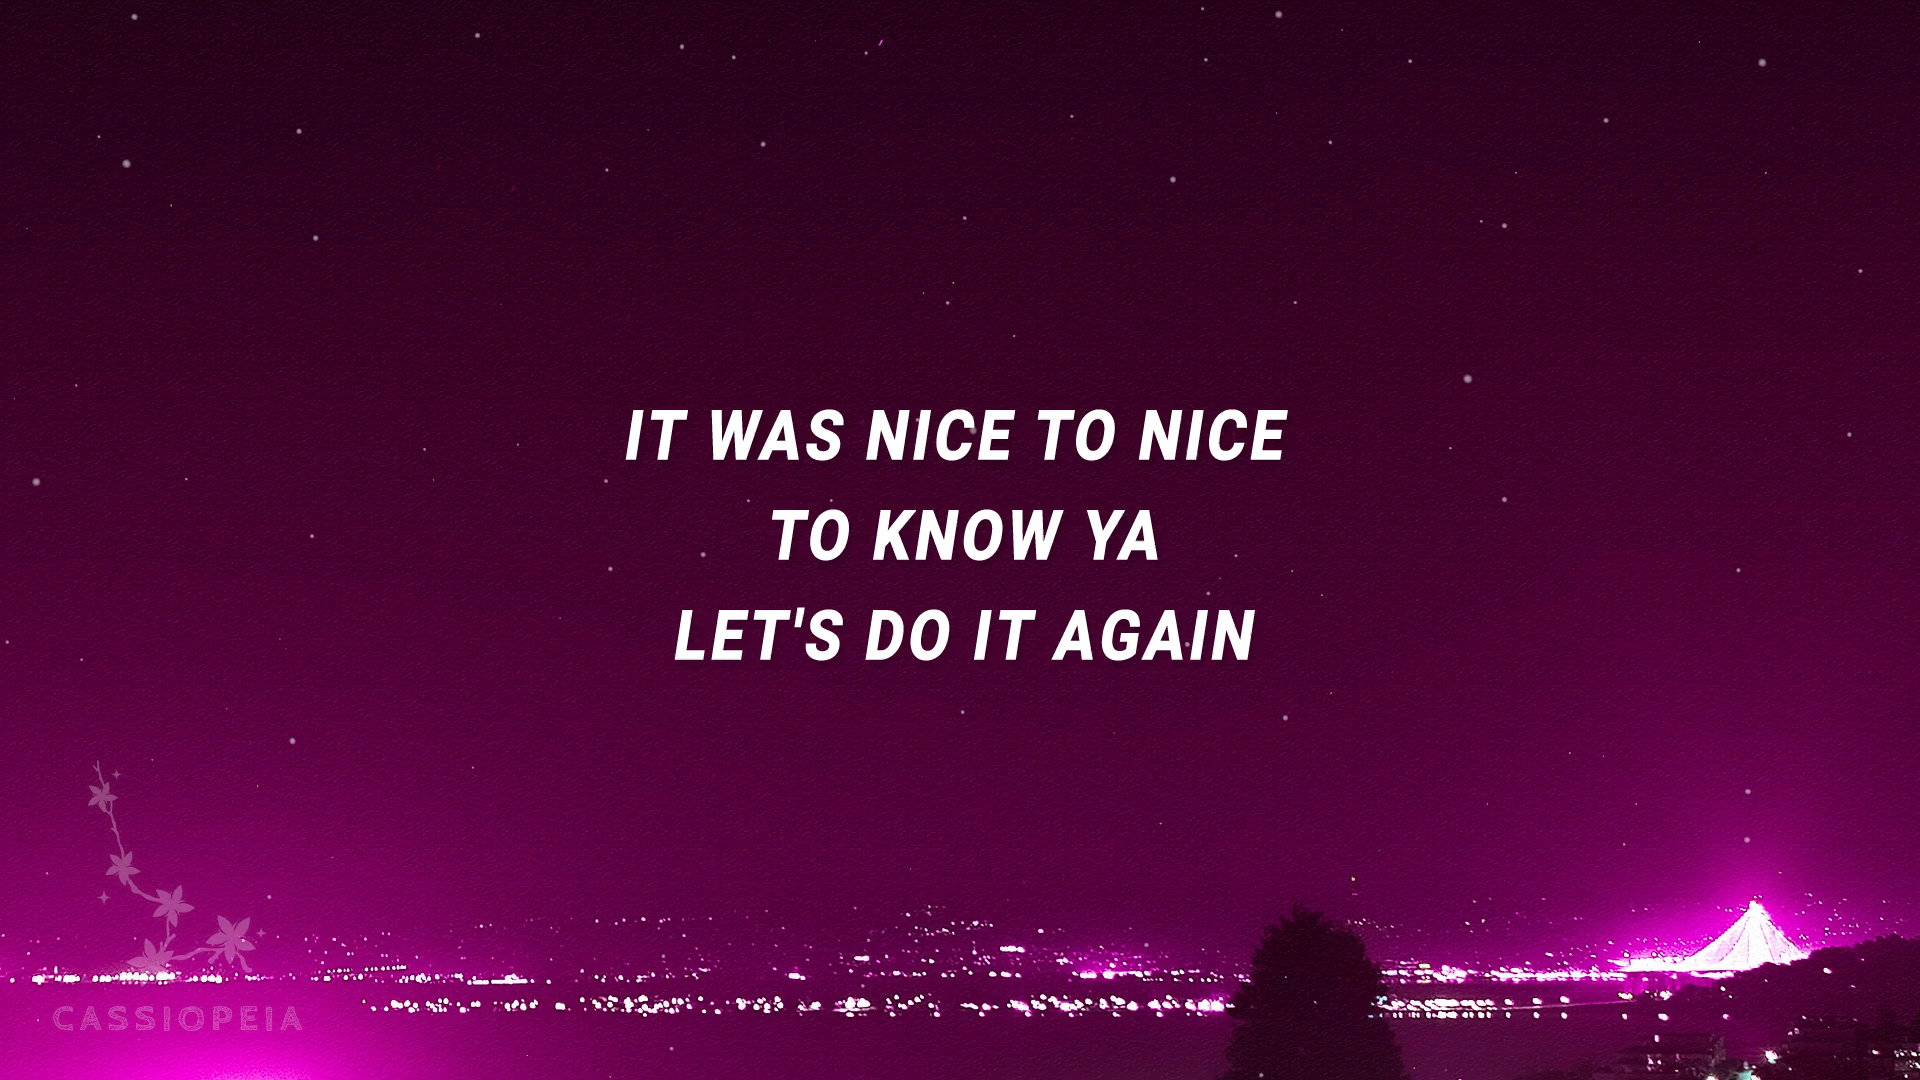 IT WAS NICE TO NICE
TO KNOW YA
LET'S DO IT AGAIN
CASSIOPEIA